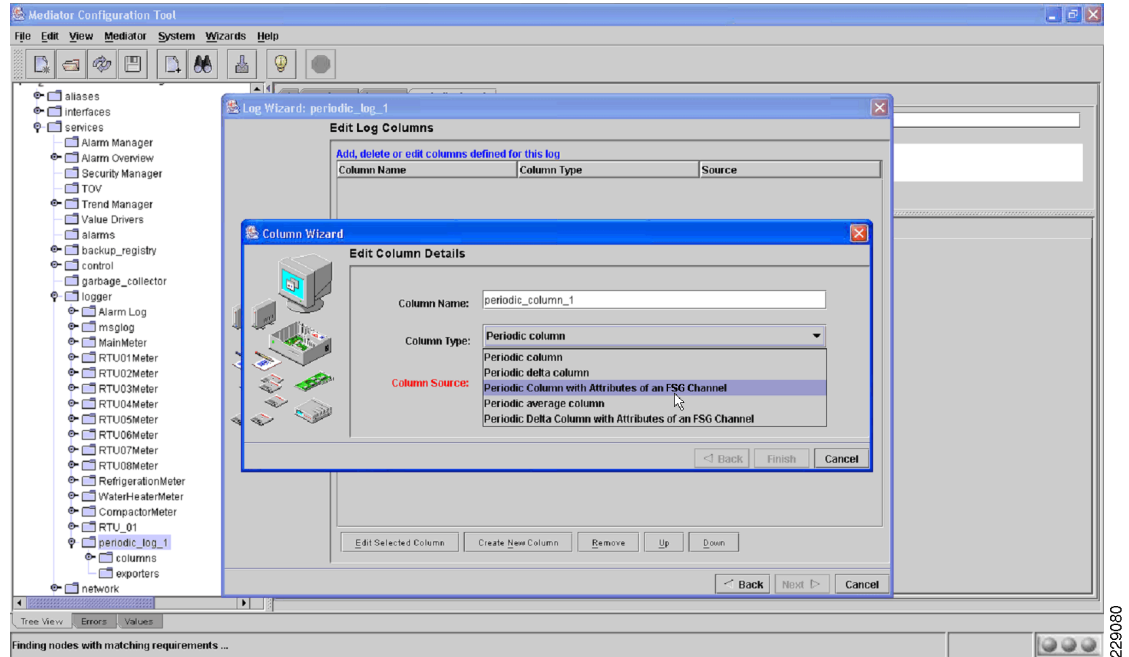 Mediator Configuration Tool
File Edit View Mediator System Wizards Help
aliases
interfaces
services
Alarm Manager
Alarm Overview
Security Manager
TOV
Trend Manager
Value Drivers
alarms
backup_registry
control
garbage_collector
logger
Alarm Log
msglog
MainMeter
RTU01Meter
RTU02Meter
RTU03Meter
RTU04Meter
RTU05Meter
RTU06Meter
RTU07Meter
RTU08Meter
RefrigerationMeter
WaterHeaterMeter
CompactorMeter
RTU_01
periodic_log_1
columns
exporters
network
Log Wizard: periodic_log_1
Edit Log Columns
Add, delete or edit columns defined for this log
Column Name Column Type Source
Column Wizard
Edit Column Details
Column Name: periodic_column_1
Column Type: Periodic column
Column Source:
Periodic column
Periodic delta column
Periodic Column with Attributes of an FSG Channel
Periodic average column
Periodic Delta Column with Attributes of an FSG Channel
Back Finish Cancel
Edit Selected Column Create New Column Remove Up Down
Back Next Cancel
Tree View Errors Values
Finding nodes with matching requirements ...
229080